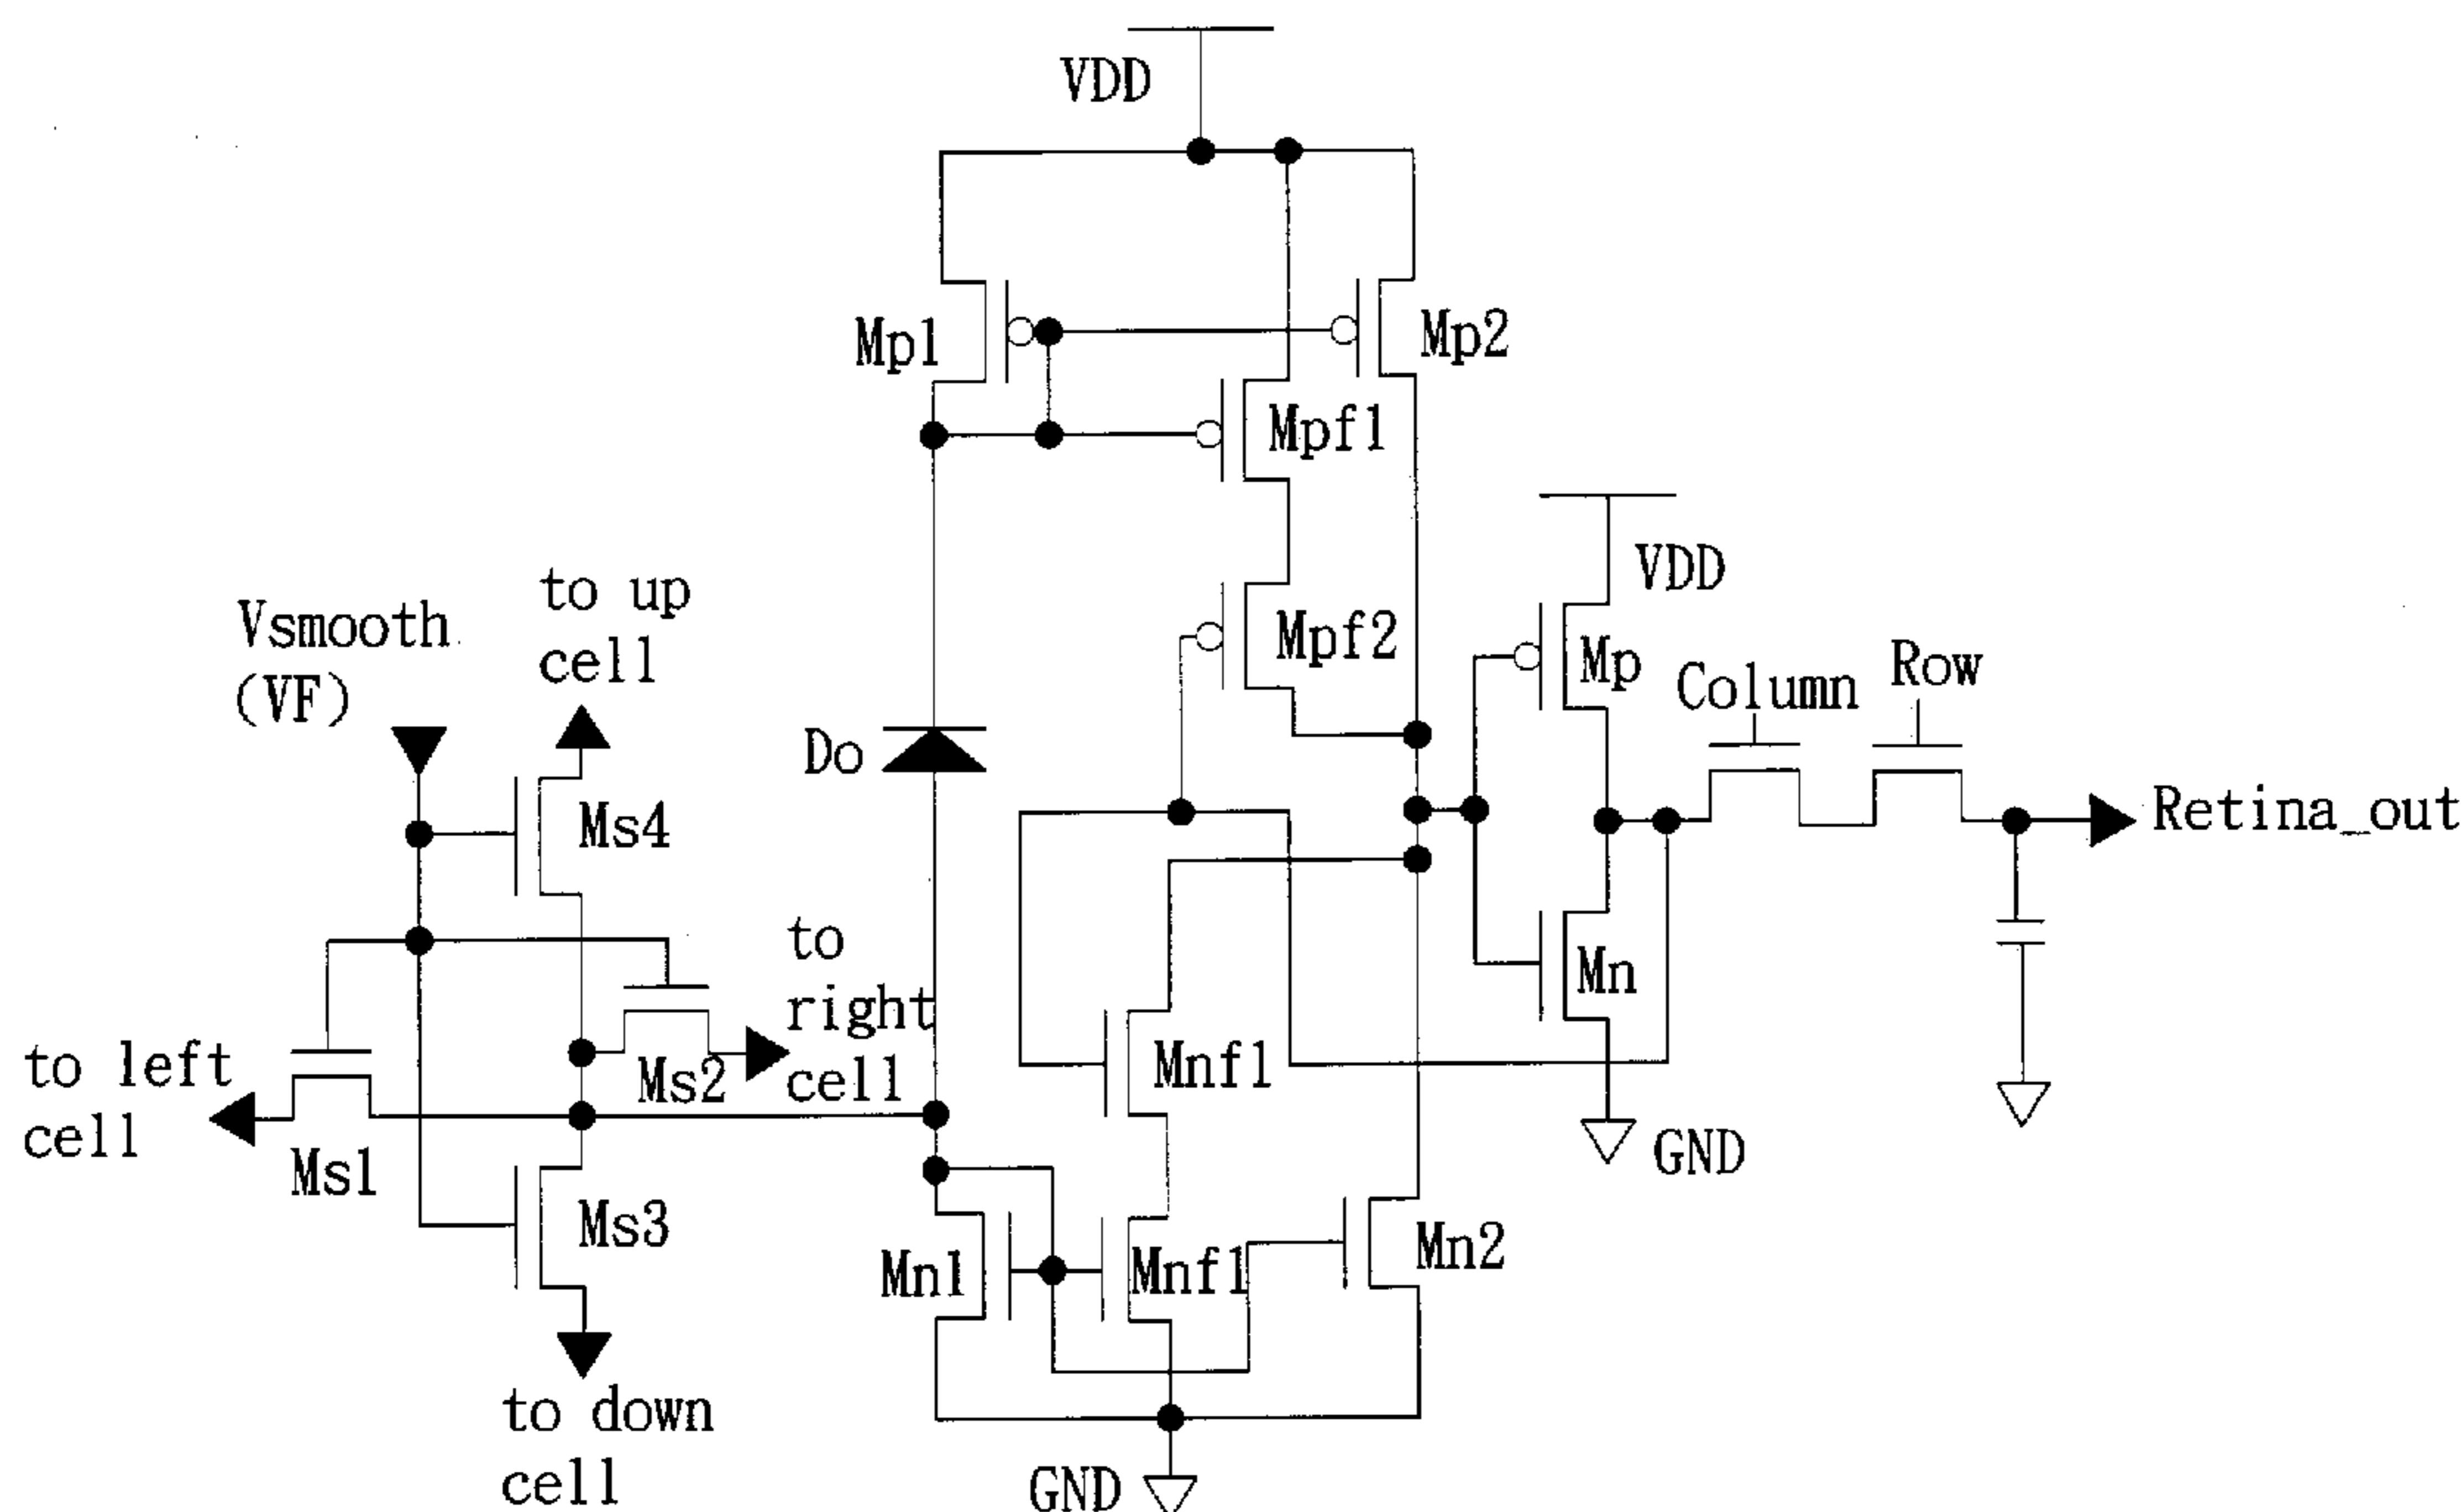 VDD
Mp1
Mp2
Mpf1
VDD
to up
cell
Vsmooth
(VF)
Mpf2
Mp
Column
Row
Do
Ms4
Retina_out
to
right
cell
Mn
to left
cell
Ms2
Mnf1
Ms1
GND
Ms3
Mn1
Mnf1
Mn2
to down
cell
GND